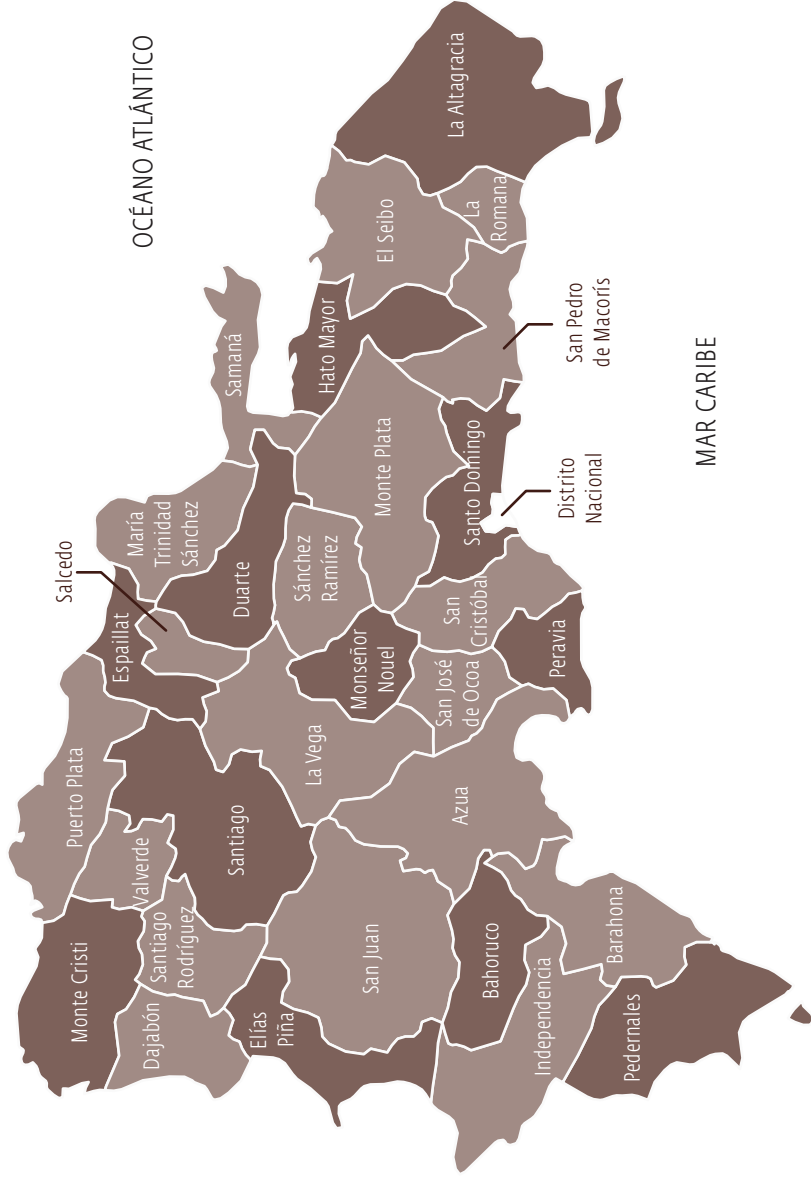 OCÉANO ATLÁNTICO
Puerto Plata
Monte Cristi
Valverde
Espaillat
Salcedo
María
Trinidad
Sánchez
Samaná
Dajabón
Santiago
Rodríguez
Santiago
Duarte
Elías
Piña
La Vega
Sánchez
Ramírez
Hato Mayor
El Seibo
La Altagracia
San Juan
Monseñor
Nouel
Monte Plata
La
Romana
Azua
San José
de Ocoa
San
Cristóbal
Santo Domingo
San Pedro
de Macorís
Bahoruco
Peravia
Distrito
Nacional
Independencia
Barahona
Pedernales
MAR CARIBE